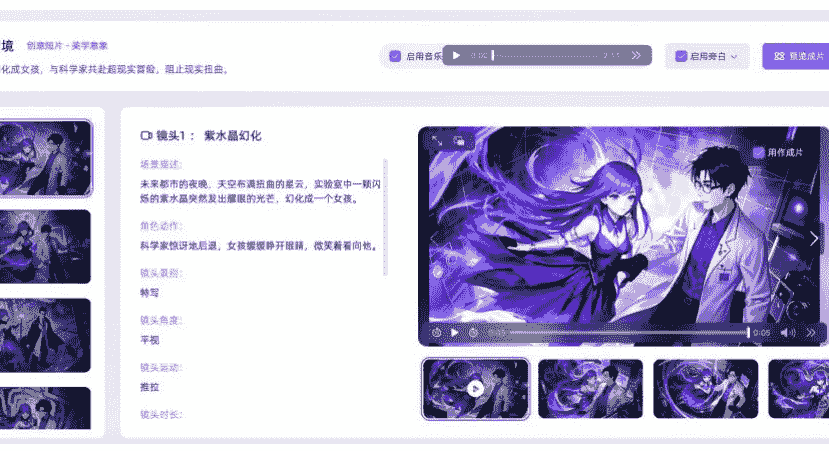 境 创意短片 - 美学意象
化成女孩，与科学家共赴超现实冒险，阻止现实扭曲。
启用音乐
0:02
启用旁白
预览成片
镜头1： 紫水晶幻化
用作成片
场景描述：
未来都市的夜晚，天空布满扭曲的星云，实验室中一颗闪
烁的紫水晶突然发出耀眼的光芒，幻化成一个女孩。
角色动作：
科学家惊讶地后退，女孩缓缓睁开眼睛，微笑着看向他。
镜头景别：
特写
镜头角度：
平视
镜头运动：
推拉
镜头时长：
0:05